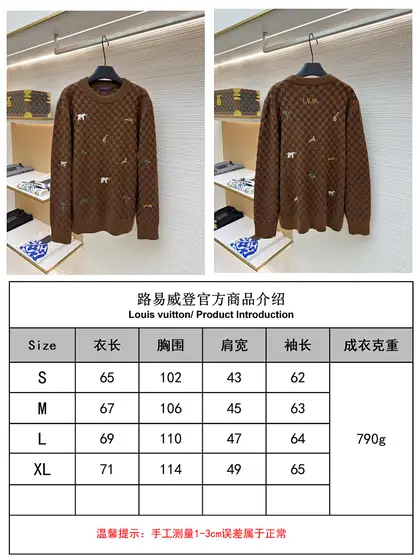 LVM
路易威登官方商品介绍
Louis vuitton/ Product Introduction
Size 衣长 胸围 肩宽 袖长 成衣克重
S 65 102 43 62
M 67 106 45 63
L 69 110 47 64
XL 71 114 49 65
790g
温馨提示：手工测量1-3cm误差属于正常